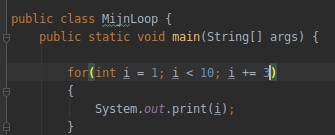 public class MijnLoop {
public static void main(String[] args) {
for(int i = 1; i < 10; i += 3)
{
System.out.print(i);
}